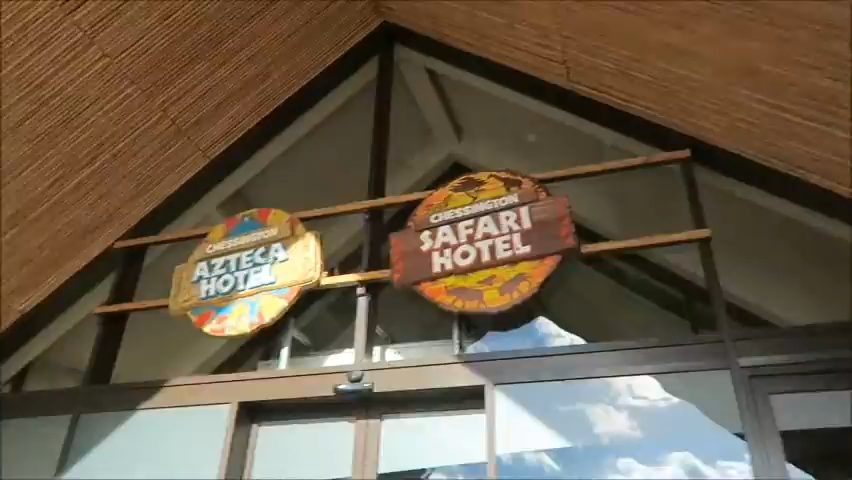 CHESSINGTON
AZTECA
HOTEL
CHESSINGTON
SAFARI
HOTEL